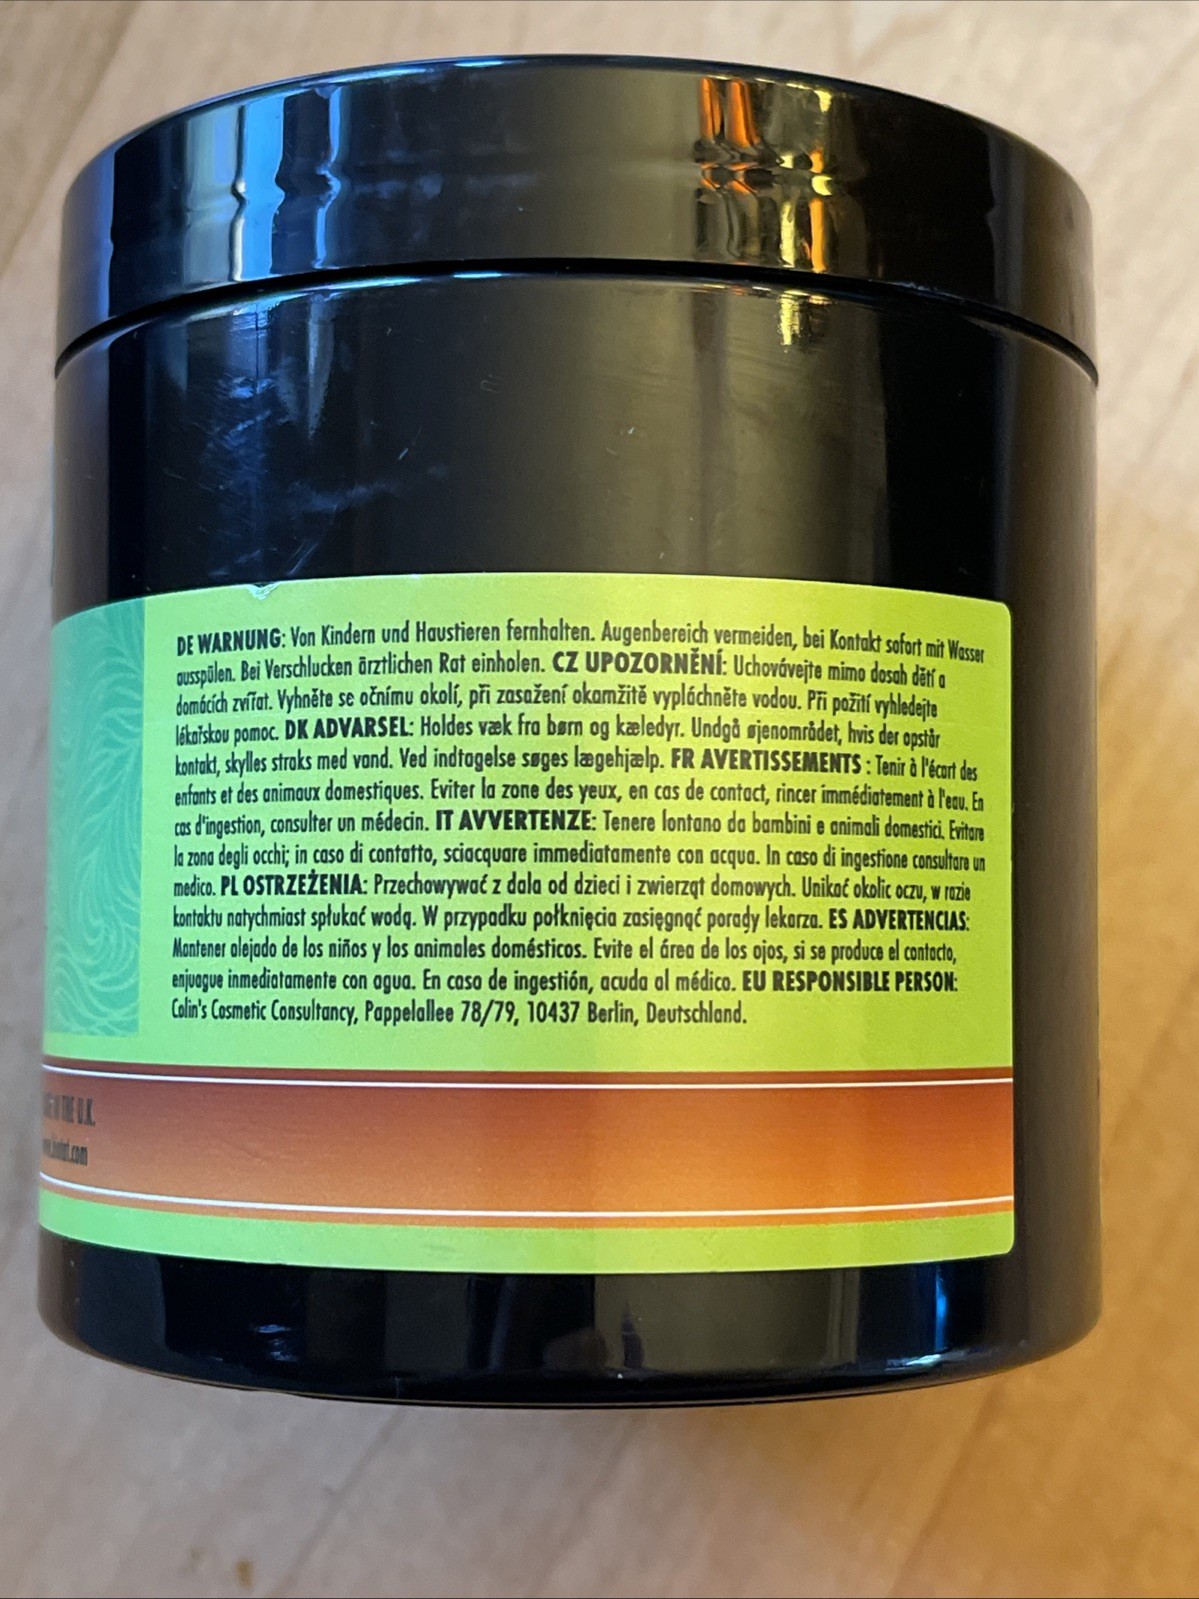 DE WARNUNG: Von Kindern und Haustieren fernhalten. Augenbereich vermeiden, bei Kontakt sofort mit Wasser
ausspülen. Bei Verschlucken ärztlichen Rat einholen. CZ UPOZORNĚNÍ: Uchovávejte mimo dosah dětí a
domácích zvířat. Vyhněte se očnímu okolí, při zasažení okamžitě vypláchněte vodou. Při požití vyhledejte
lékařskou pomoc. DK ADVARSEL: Holdes væk fra børn og kæledyr. Undgå øjenområdet, hvis der opstår
kontakt, skylles straks med vand. Ved indtagelse søges lægehjælp. FR AVERTISSEMENTS : Tenir à l'écart des
enfants et des animaux domestiques. Eviter la zone des yeux, en cas de contact, rincer immédiatement à l'eau. En
cas d'ingestion, consulter un médecin. IT AVVERTENZE: Tenere lontano da bambini e animali domestici. Evitare
la zona degli occhi; in caso di contatto, sciacquare immediatamente con acqua. In caso di ingestione consultare un
medico. PL OSTRZEŻENIA: Przechowywać z dala od dzieci i zwierząt domowych. Unikać okolic oczu, w razie
kontaktu natychmiast spłukać wodą. W przypadku połknięcia zasięgnąć porady lekarza. ES ADVERTENCIAS:
Mantener alejado de los niños y los animales domésticos. Evite el área de los ojos, si se produce el contacto,
enjuague inmediatamente con agua. En caso de ingestión, acuda al médico. EU RESPONSIBLE PERSON:
Colin's Cosmetic Consultancy, Pappelallee 78/79, 10437 Berlin, Deutschland.
THE U.K.